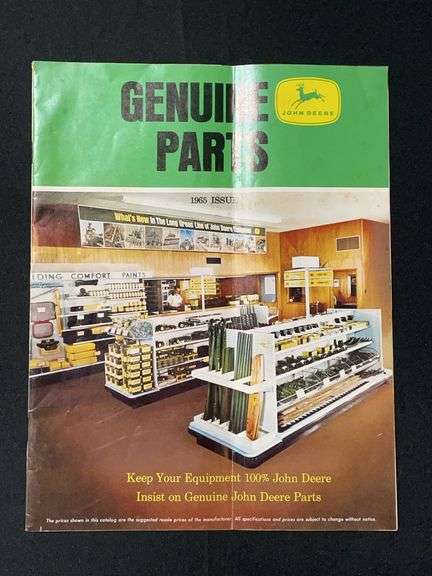 GENUINE
JOHN DEERE
PARTS
1965 ISSUE
What's New In The Long Green Line of John Deere
EDING COMFORT PAINTS
Keep Your Equipment 100% John Deere
Insist on Genuine John Deere Parts
The prices shown in this catalog are the suggested resale prices of the manufacturer. All specifications and prices are subject to change without notice.